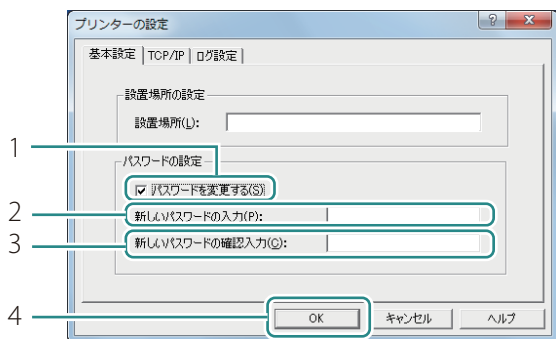 プリンターの設定
基本設定 TCP/IP ログ設定
設置場所の設定
設置場所(L):
1
パスワードの設定
パスワードを変更する(S)
2
新しいパスワードの入力(P):
3
新しいパスワードの確認入力(C):
4
OK キャンセル ヘルプ